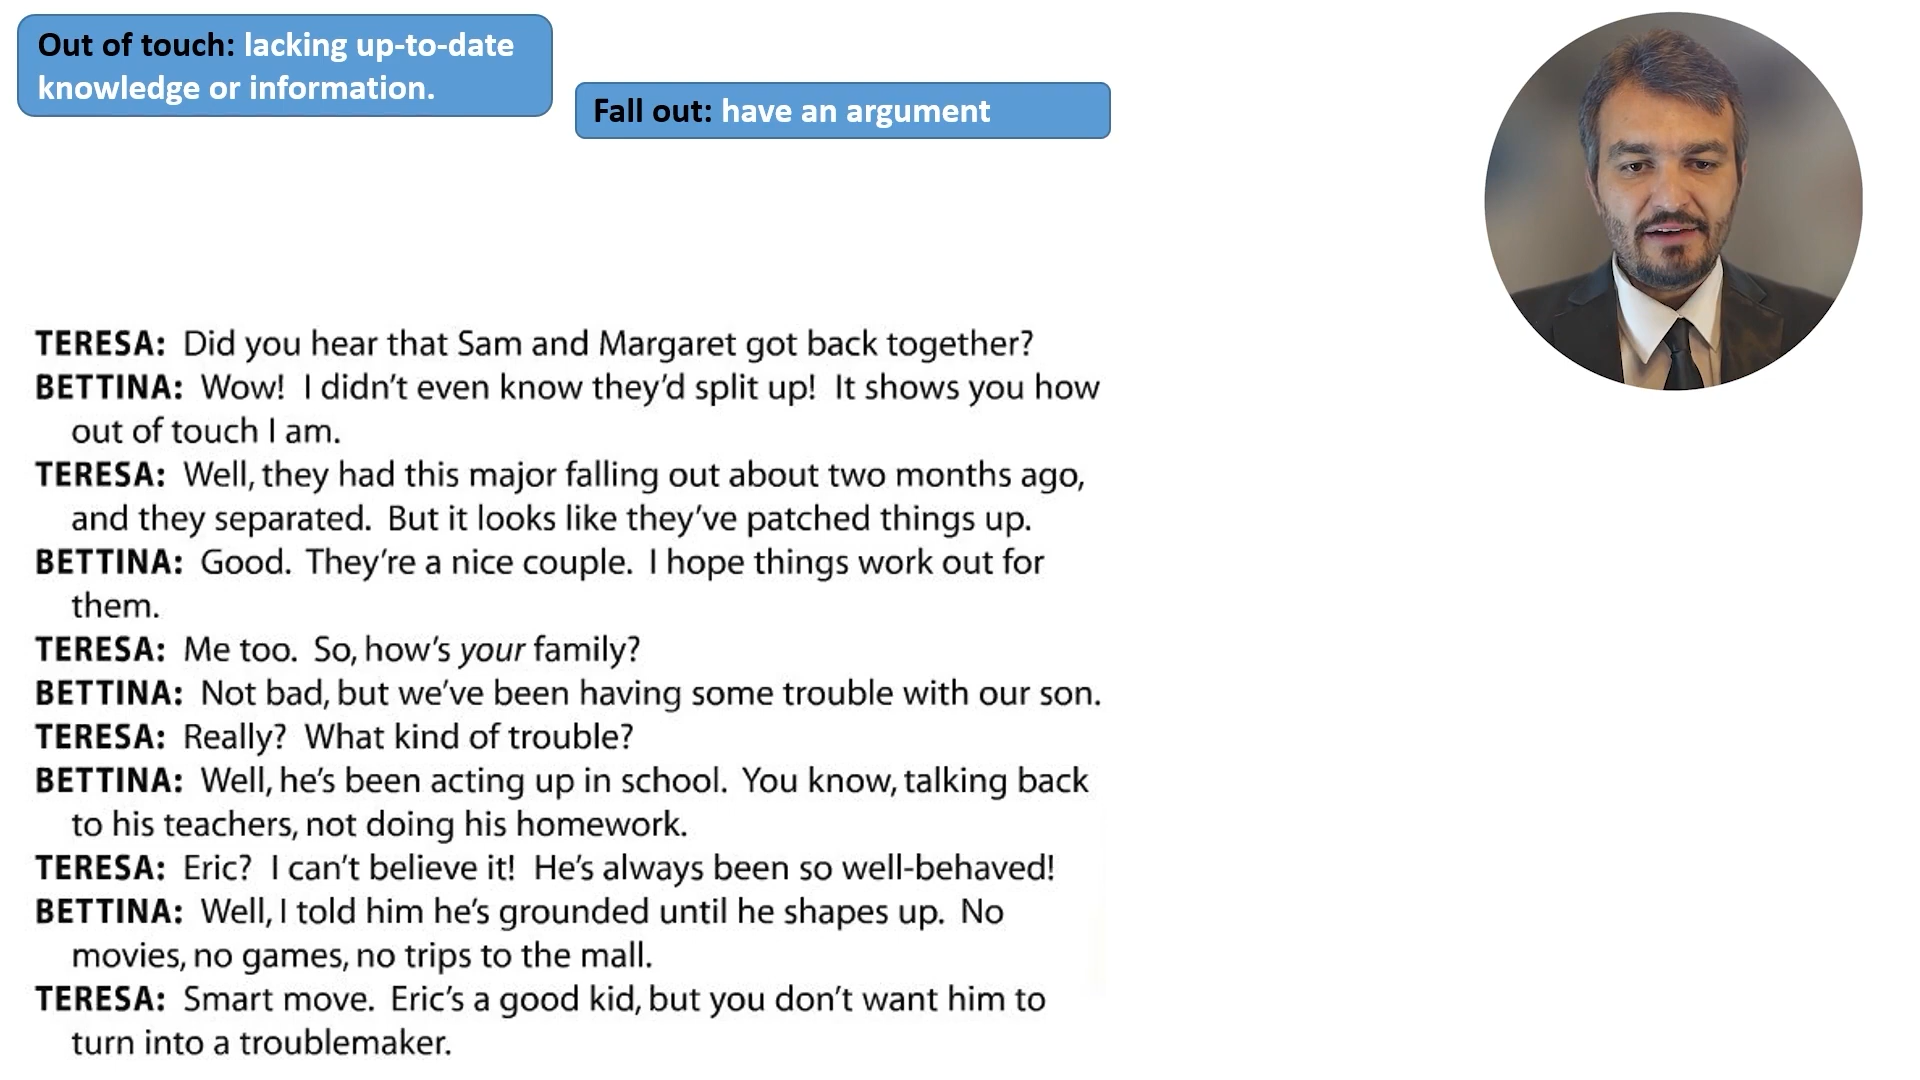 Out of touch: lacking up-to-date
knowledge or information.
Fall out: have an argument
TERESA: Did you hear that Sam and Margaret got back together?
BETTINA: Wow! I didn't even know they'd split up! It shows you how
out of touch I am.
TERESA: Well, they had this major falling out about two months ago,
and they separated. But it looks like they've patched things up.
BETTINA: Good. They're a nice couple. I hope things work out for
them.
TERESA: Me too. So, how's your family?
BETTINA: Not bad, but we've been having some trouble with our son.
TERESA: Really? What kind of trouble?
BETTINA: Well, he's been acting up in school. You know, talking back
to his teachers, not doing his homework.
TERESA: Eric? I can't believe it! He's always been so well-behaved!
BETTINA: Well, I told him he's grounded until he shapes up. No
movies, no games, no trips to the mall.
TERESA: Smart move. Eric's a good kid, but you don't want him to
turn into a troublemaker.